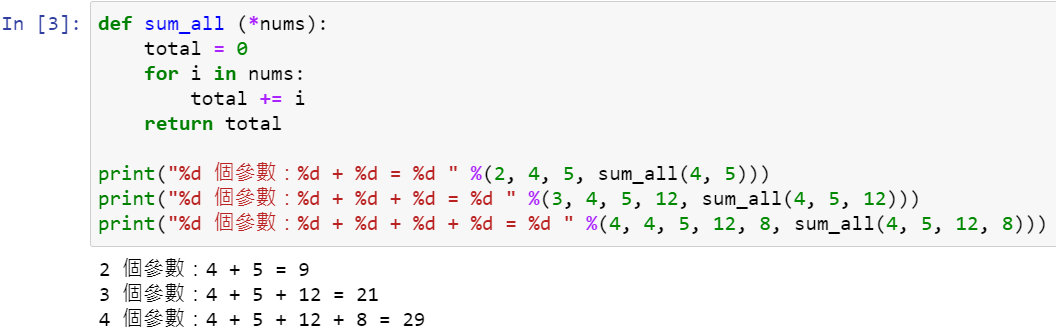 In [3]: def sum_all (*nums):
    total = 0
    for i in nums:
        total += i
    return total
print("%d 個參數：%d + %d = %d " %(2, 4, 5, sum_all(4, 5)))
print("%d 個參數：%d + %d + %d = %d " %(3, 4, 5, 12, sum_all(4, 5, 12)))
print("%d 個參數：%d + %d + %d + %d = %d " %(4, 4, 5, 12, 8, sum_all(4, 5, 12, 8)))
2 個參數：4 + 5 = 9
3 個參數：4 + 5 + 12 = 21
4 個參數：4 + 5 + 12 + 8 = 29